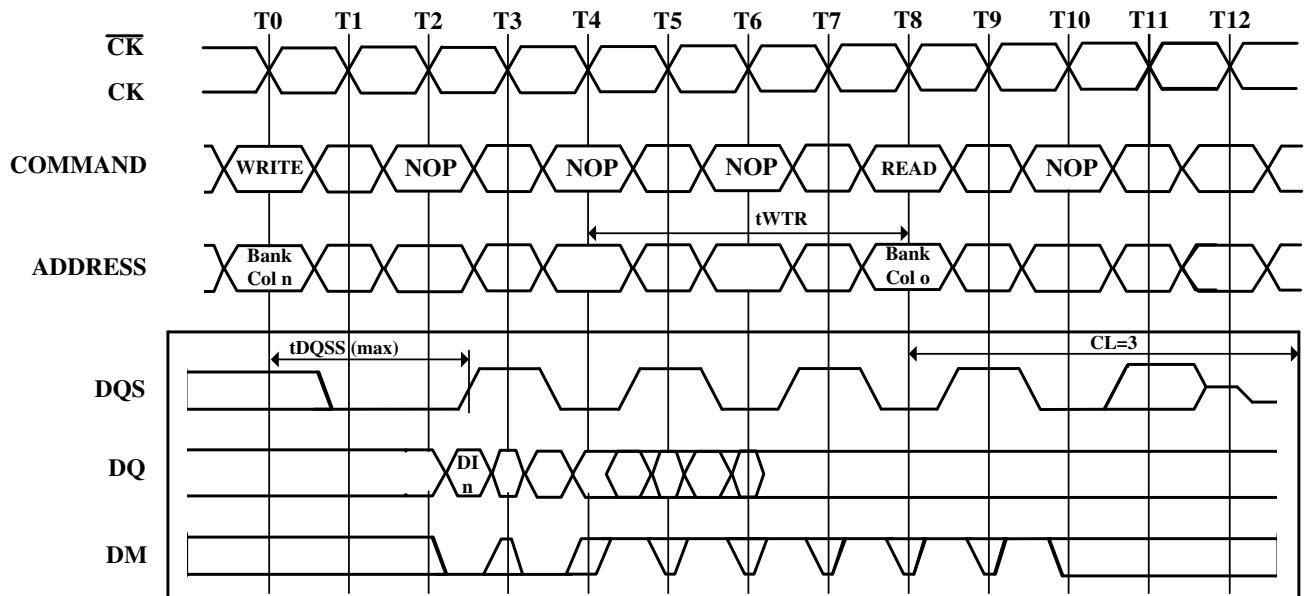 T0 T1 T2 T3 T4 T5 T6 T7 T8 T9 T10 T11 T12
CK
CK
COMMAND WRITE NOP NOP NOP READ NOP
tWTR
ADDRESS Bank Col n Bank Col o
tDQSS (max) CL=3
DQS
DQ DI n
DM